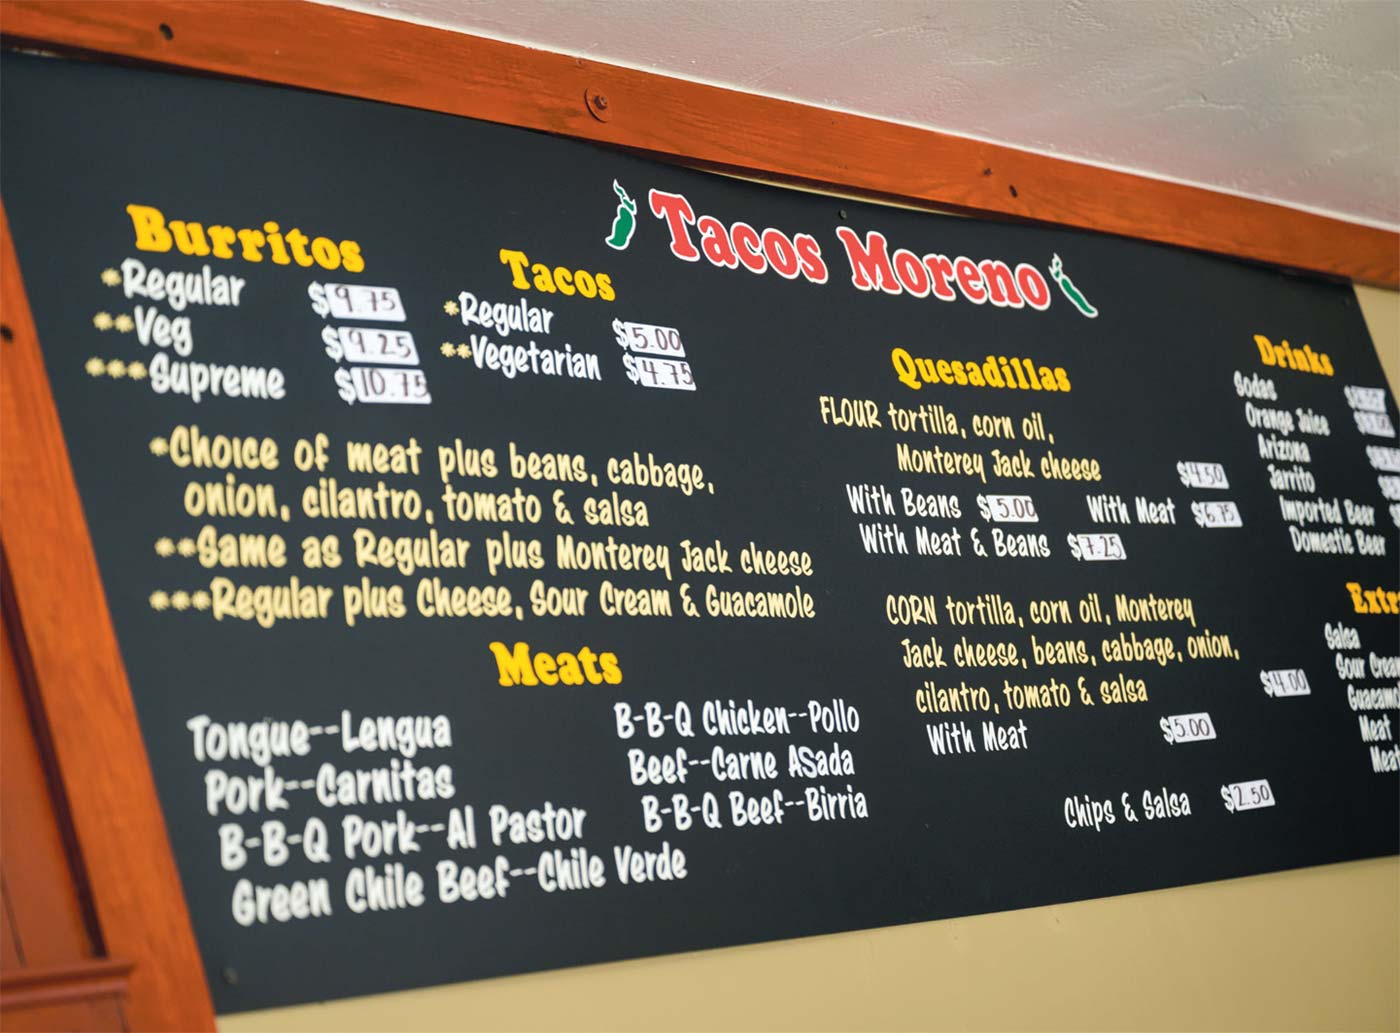 Tacos Moreno
Burritos
*Regular $9.75
**Veg $9.25
***Supreme $10.75
Tacos
*Regular $5.00
**Vegetarian $4.75
*Choice of meat plus beans, cabbage,
onion, cilantro, tomato & salsa
**Same as Regular plus Monterey Jack cheese
***Regular plus Cheese, Sour Cream & Guacamole
Meats
Tongue--Lengua
Pork--Carnitas
B-B-Q Pork--Al Pastor
Green Chile Beef--Chile Verde
B-B-Q Chicken--Pollo
Beef--Carne ASada
B-B-Q Beef--Birria
Quesadillas
FLOUR tortilla, corn oil,
Monterey Jack cheese $4.50
With Beans $5.00 With Meat $6.75
With Meat & Beans $7.25
CORN tortilla, corn oil, Monterey
Jack cheese, beans, cabbage, onion,
cilantro, tomato & salsa $4.00
With Meat $5.00
Chips & Salsa $2.50
Drinks
Sodas
Orange Juice
Arizona
Jarrito
Imported Beer
Domestic Beer
Ext
Salsa
Sour Crea
Guacam
Meat
Mea